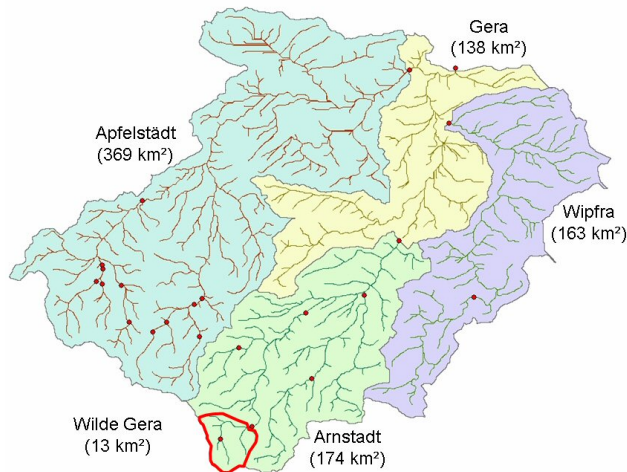 Gera
(138 km²)
Apfelstädt
(369 km²)
Wipfra
(163 km²)
Wilde Gera
(13 km²)
Arnstadt
(174 km²)